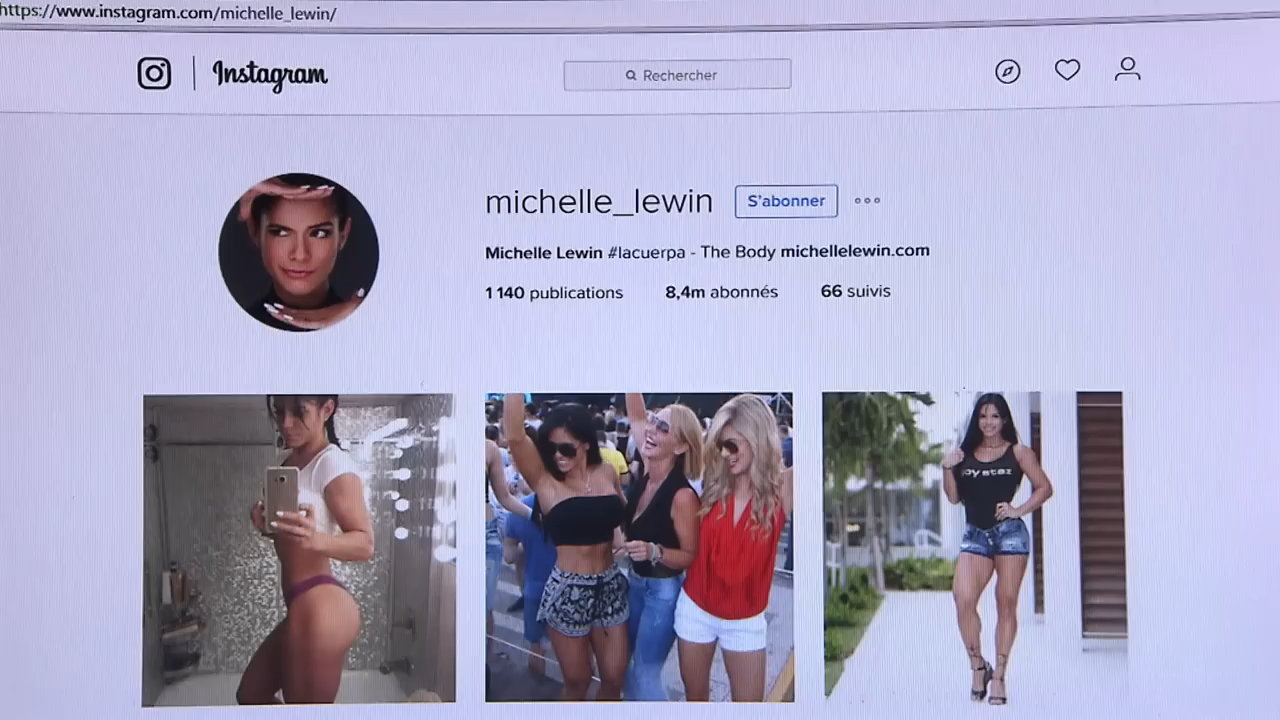 https://www.instagram.com/michelle_lewin/
Instagram
Rechercher
michelle_lewin
S'abonner
Michelle Lewin #lacuerpa - The Body michellelewin.com
1 140 publications 8,4m abonnés 66 suivis